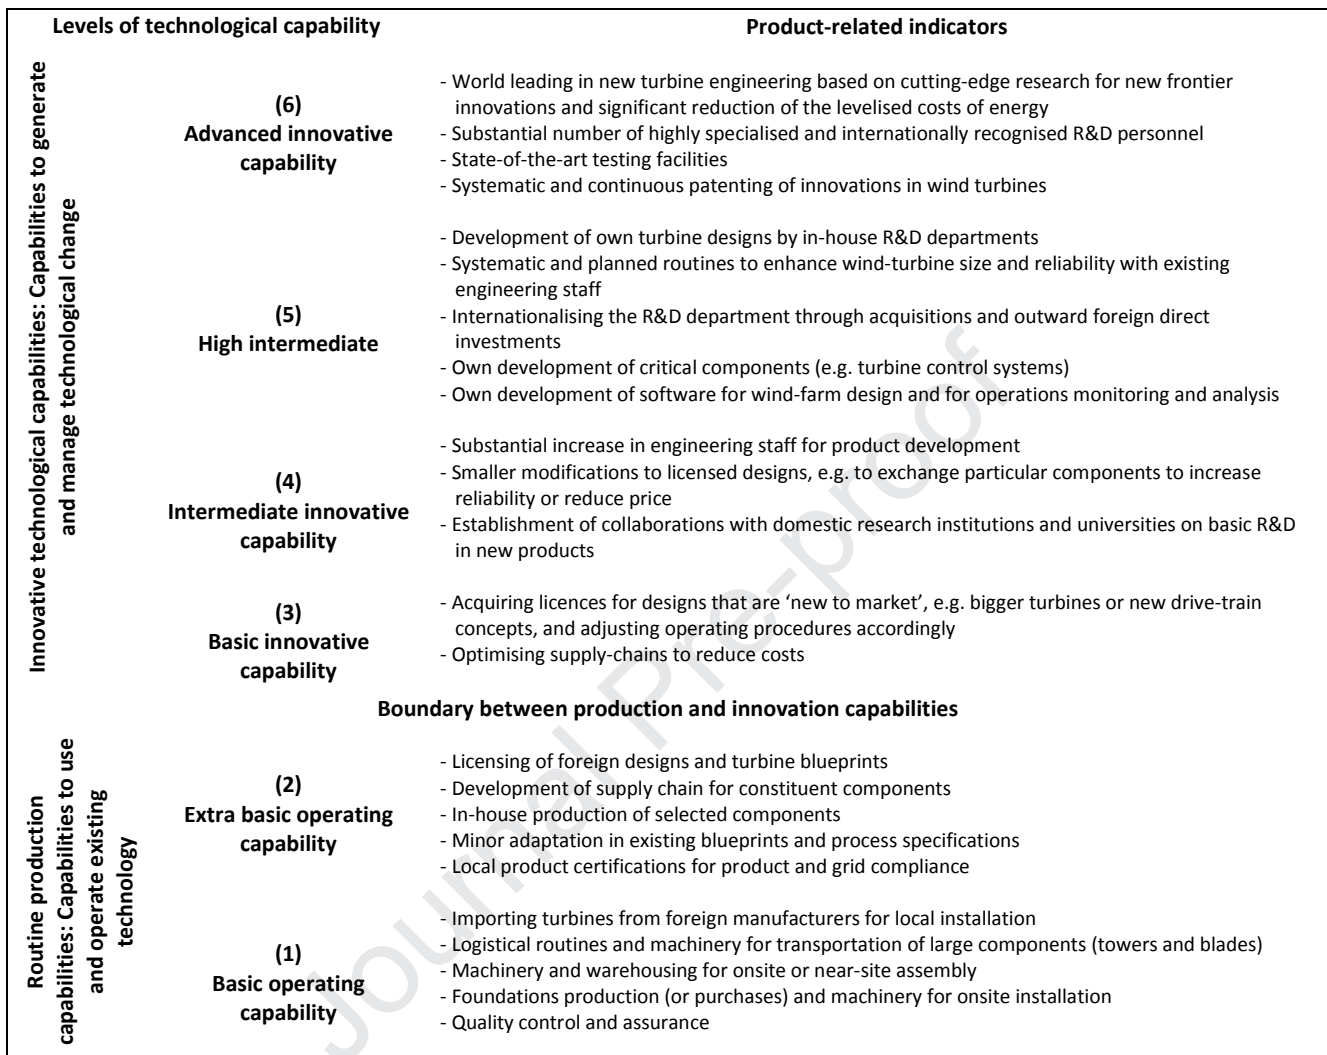 Levels of technological capability
Product-related indicators
Innovative technological capabilities: Capabilities to generate
and manage technological change
(6)
Advanced innovative
capability
- World leading in new turbine engineering based on cutting-edge research for new frontier
innovations and significant reduction of the levelised costs of energy
- Substantial number of highly specialised and internationally recognised R&D personnel
- State-of-the-art testing facilities
- Systematic and continuous patenting of innovations in wind turbines
(5)
High intermediate
- Development of own turbine designs by in-house R&D departments
- Systematic and planned routines to enhance wind-turbine size and reliability with existing
engineering staff
- Internationalising the R&D department through acquisitions and outward foreign direct
investments
- Own development of critical components (e.g. turbine control systems)
- Own development of software for wind-farm design and for operations monitoring and analysis
(4)
Intermediate innovative
capability
- Substantial increase in engineering staff for product development
- Smaller modifications to licensed designs, e.g. to exchange particular components to increase
reliability or reduce price
- Establishment of collaborations with domestic research institutions and universities on basic R&D
in new products
(3)
Basic innovative
capability
- Acquiring licences for designs that are ‘new to market’, e.g. bigger turbines or new drive-train
concepts, and adjusting operating procedures accordingly
- Optimising supply-chains to reduce costs
Boundary between production and innovation capabilities
Routine production
capabilities: Capabilities to use
and operate existing
technology
(2)
Extra basic operating
capability
- Licensing of foreign designs and turbine blueprints
- Development of supply chain for constituent components
- In-house production of selected components
- Minor adaptation in existing blueprints and process specifications
- Local product certifications for product and grid compliance
(1)
Basic operating
capability
- Importing turbines from foreign manufacturers for local installation
- Logistical routines and machinery for transportation of large components (towers and blades)
- Machinery and warehousing for onsite or near-site assembly
- Foundations production (or purchases) and machinery for onsite installation
- Quality control and assurance
Journal Pre-proof